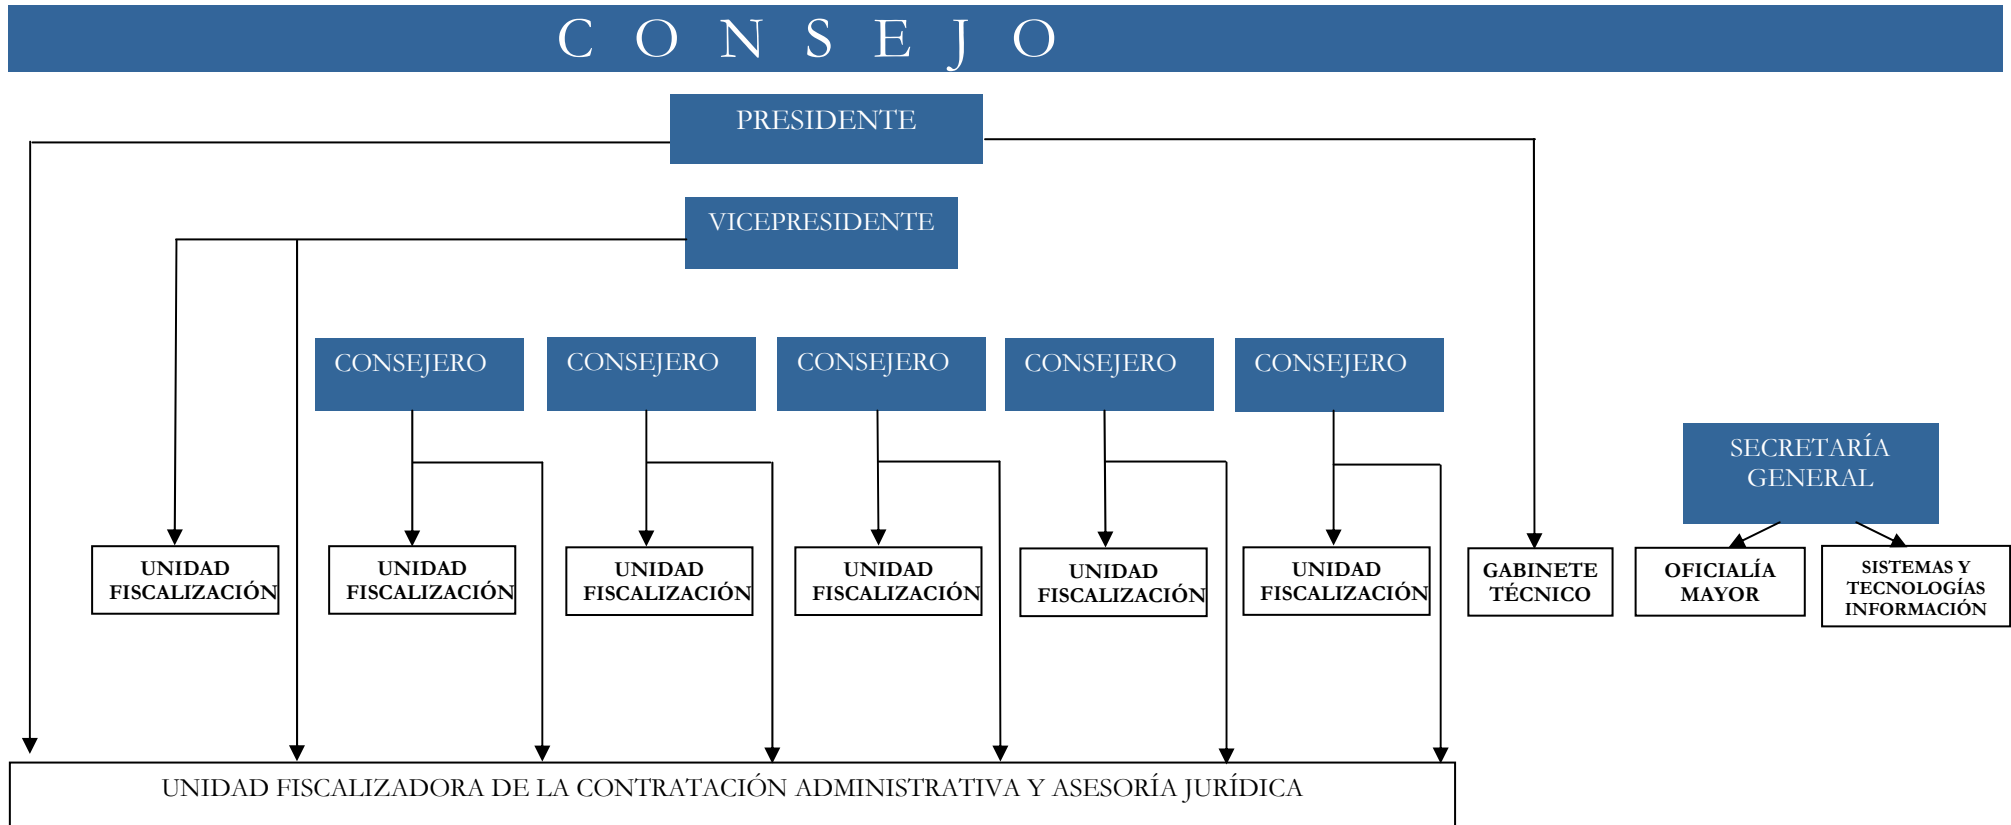 C O N S E J O
PRESIDENTE
VICEPRESIDENTE
CONSEJERO
CONSEJERO
CONSEJERO
CONSEJERO
CONSEJERO
SECRETARÍA
GENERAL
UNIDAD
FISCALIZACIÓN
UNIDAD
FISCALIZACIÓN
UNIDAD
FISCALIZACIÓN
UNIDAD
FISCALIZACIÓN
UNIDAD
FISCALIZACIÓN
UNIDAD
FISCALIZACIÓN
GABINETE
TÉCNICO
OFICIALÍA
MAYOR
SISTEMAS Y
TECNOLOGÍAS
INFORMACIÓN
UNIDAD FISCALIZADORA DE LA CONTRATACIÓN ADMINISTRATIVA Y ASESORÍA JURÍDICA